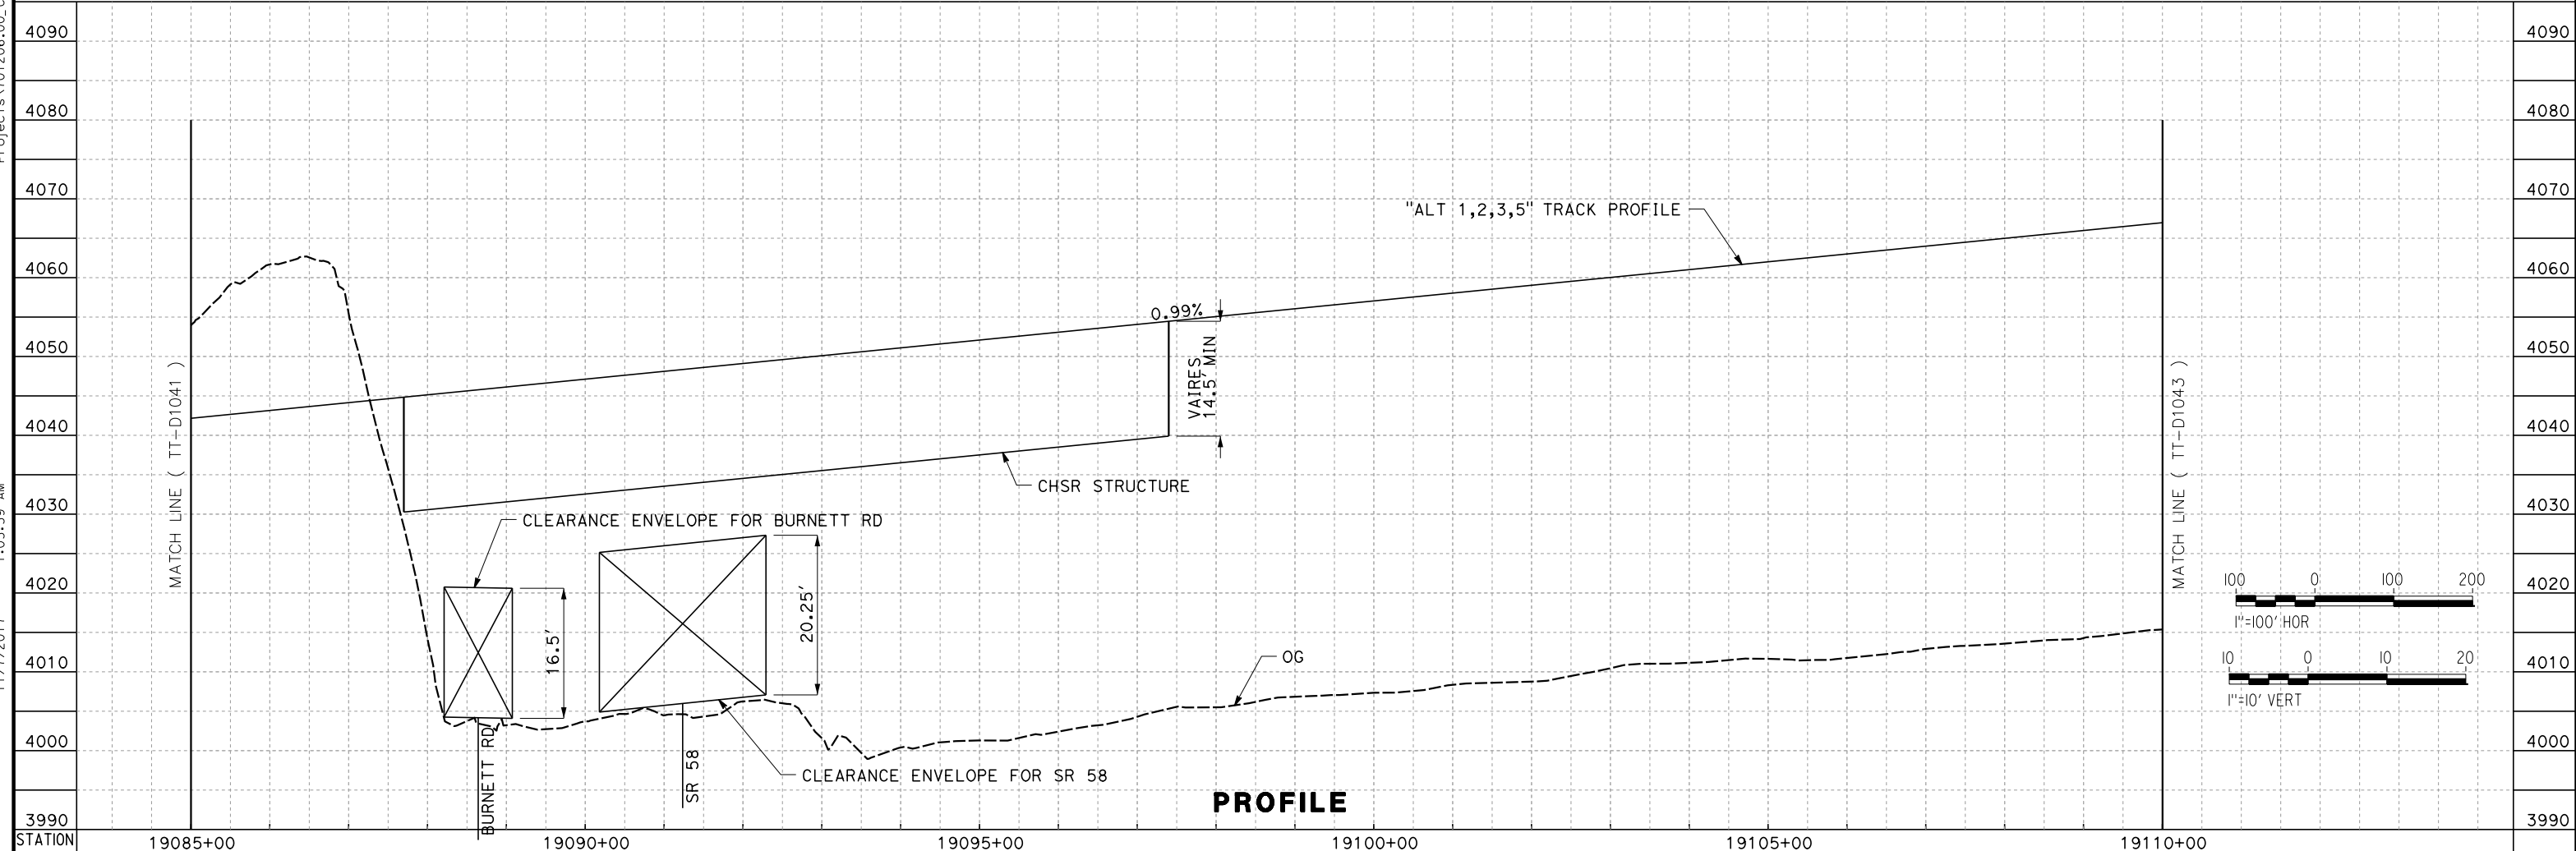 4090
4080
4070
4060
4050
4040
4030
4020
4010
4000
3990
STATION
19085+00
19090+00
19095+00
19100+00
19105+00
19110+00
4090
4080
4070
4060
4050
4040
4030
4020
4010
4000
3990
MATCH LINE ( TT-D1041 )
"ALT 1,2,3,5" TRACK PROFILE
0.99%
VAIRES
14.5' MIN
CHSR STRUCTURE
CLEARANCE ENVELOPE FOR BURNETT RD
16.5'
20.25'
OG
BURNETT RD
SR 58
CLEARANCE ENVELOPE FOR SR 58
PROFILE
MATCH LINE ( TT-D1043 )
100 0 100 200
1"=100' HOR
10 0 10 20
1"=10' VERT